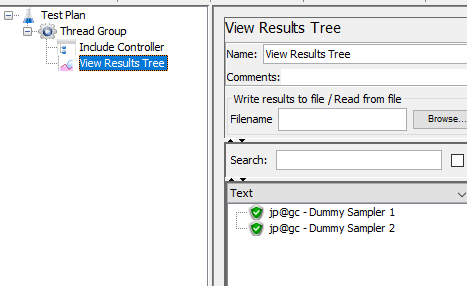 Test Plan
Thread Group
Include Controller
View Results Tree
View Results Tree
Name: View Results Tree
Comments:
Write results to file / Read from file
Filename Browse...
Search:
Text
jp@gc - Dummy Sampler 1
jp@gc - Dummy Sampler 2